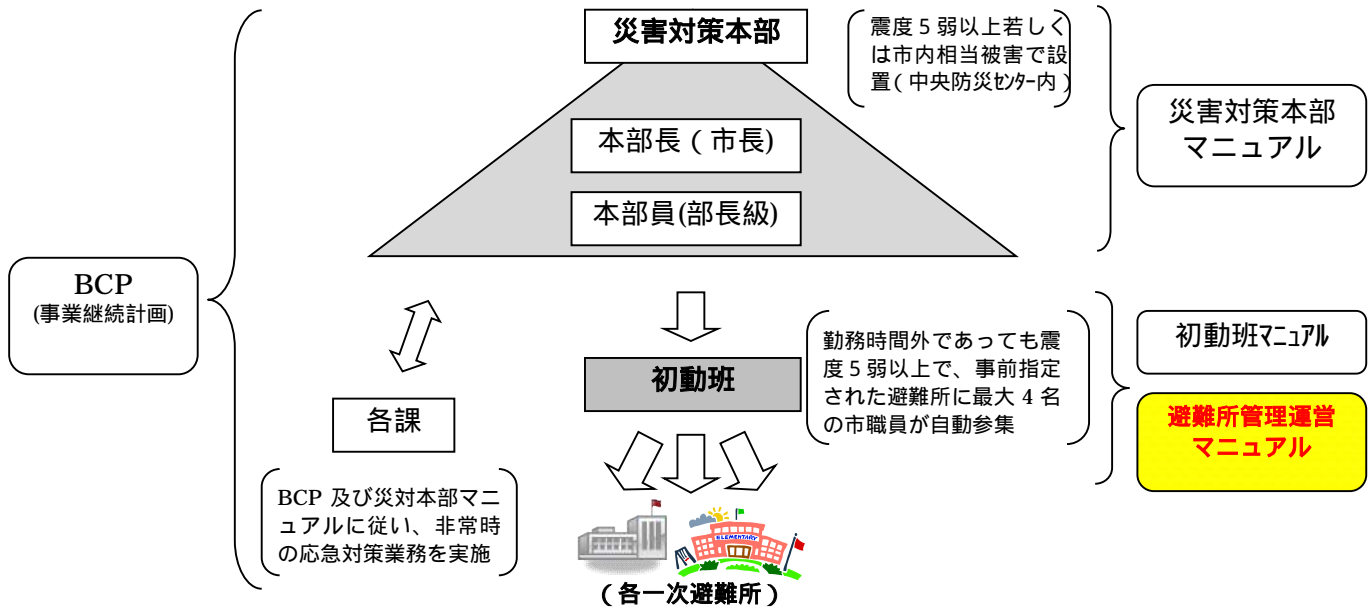 災害対策本部
震度５弱以上若しく
は市内相当被害で設
置（中央防災ｾﾝﾀｰ内）
災害対策本部
マニュアル
本部長（市長）
本部員(部長級)
BCP
(事業継続計画)
勤務時間外であっても震
度５弱以上で、事前指定
された避難所に最大 4 名
の市職員が自動参集
初動班ﾏﾆｭｱﾙ
初動班
避難所管理運営
マニュアル
各課
BCP 及び災対本部マニ
ュアルに従い、非常時
の応急対策業務を実施
ELEMENTARY
（各一次避難所）